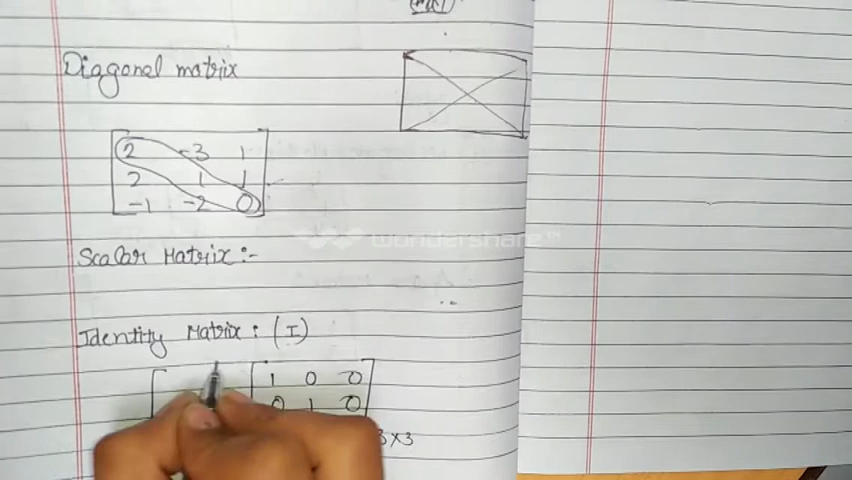 Diagonal matrix
2 -3 1
2 1 1
-1 -2 0
wondershare™
Scalar Matrix :-
Identity Matrix : (I)
1 0 0
0 1 0
3×3